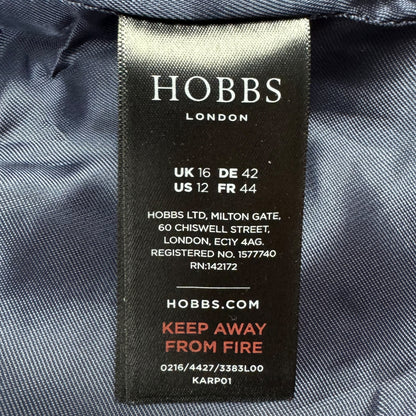 HOBBS
LONDON
UK 16 DE 42
US 12 FR 44
HOBBS LTD, MILTON GATE,
60 CHISWELL STREET,
LONDON, EC1Y 4AG.
REGISTERED NO. 1577740
RN:142172
HOBBS.COM
KEEP AWAY
FROM FIRE
0216/4427/3383L00
KARP01